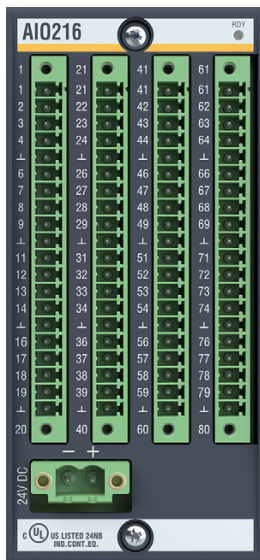 AIO216
RDY
1 21 41 61
1 21 41 61
2 22 42 62
3 23 43 63
4 24 44 64
⊥ ⊥ ⊥ ⊥
6 26 46 66
7 27 47 67
8 28 48 68
9 29 49 69
⊥ ⊥ ⊥ ⊥
11 31 51 71
12 32 52 72
13 33 53 73
14 34 54 74
⊥ ⊥ ⊥ ⊥
16 36 56 76
17 37 57 77
18 38 58 78
19 39 59 79
⊥ ⊥ ⊥ ⊥
20 40 60 80
− +
24V DC
C UL US LISTED 24NB
IND.CONT.EQ.